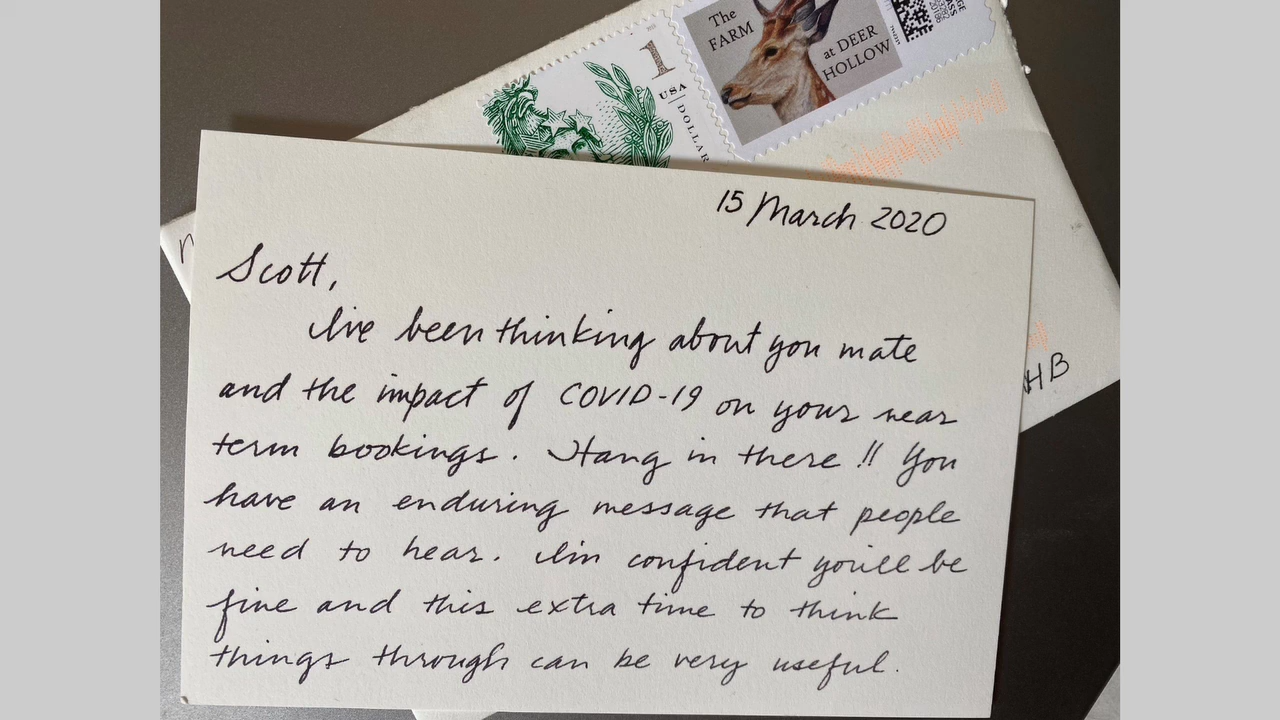 The
FARM
at DEER
HOLLOW
1
USA
DOLLAR
15 March 2020
Scott,
I've been thinking about you mate
and the impact of COVID-19 on your near
term bookings. Hang in there!! You
have an enduring message that people
need to hear. I'm confident you'll be
fine and this extra time to think
things through can be very useful.
HB